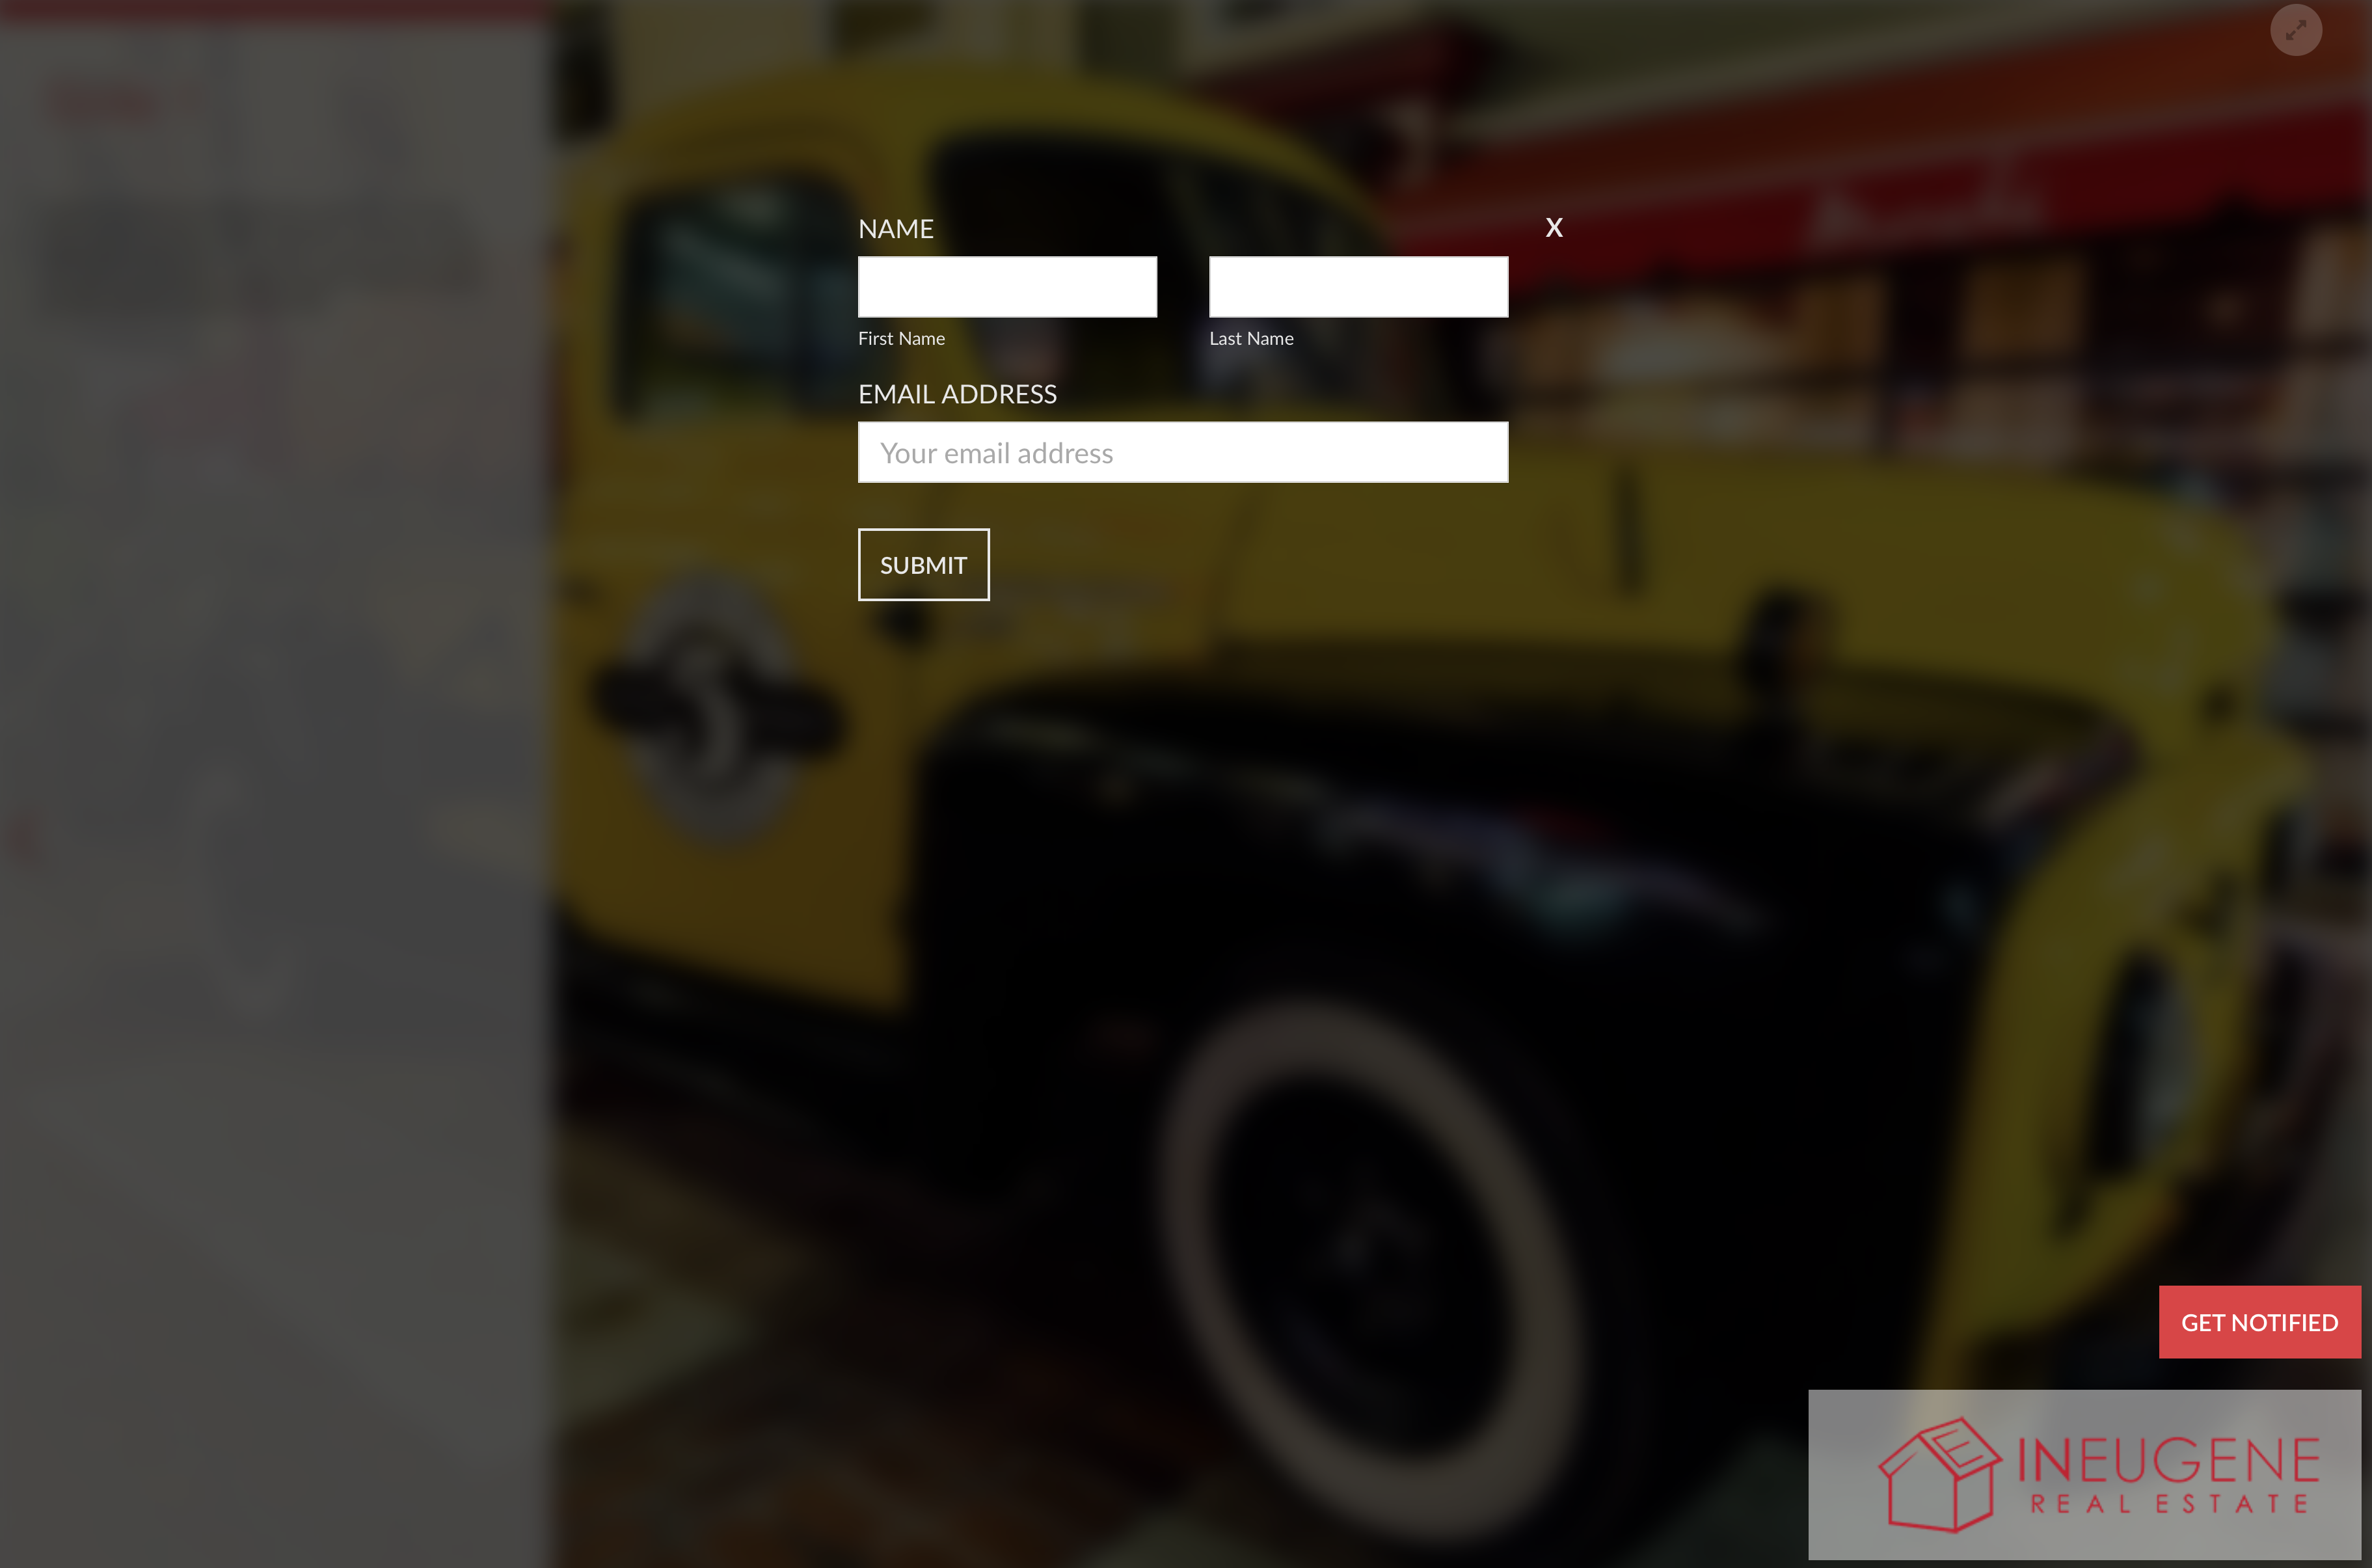 NAME
X
First Name
Last Name
EMAIL ADDRESS
Your email address
SUBMIT
GET NOTIFIED
INEUGENE
REAL ESTATE